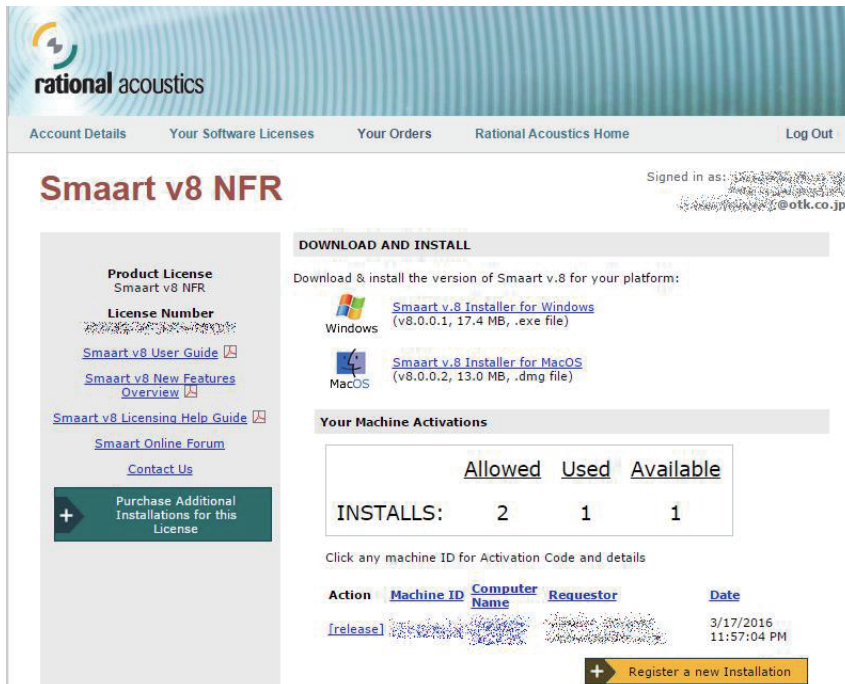 rational acoustics
Account Details Your Software Licenses Your Orders Rational Acoustics Home Log Out
Smaart v8 NFR
Signed in as:
@otk.co.jp
Product License
Smaart v8 NFR
License Number
Smaart v8 User Guide
Smaart v8 New Features
Overview
Smaart v8 Licensing Help Guide
Smaart Online Forum
Contact Us
+ Purchase Additional
Installations for this
License
DOWNLOAD AND INSTALL
Download & install the version of Smaart v.8 for your platform:
Windows
Smaart v.8 Installer for Windows
(v8.0.0.1, 17.4 MB, .exe file)
MacOS
Smaart v.8 Installer for MacOS
(v8.0.0.2, 13.0 MB, .dmg file)
Your Machine Activations
Allowed Used Available
INSTALLS: 2 1 1
Click any machine ID for Activation Code and details
Action Machine ID Computer Name Requestor Date
[release] 3/17/2016
11:57:04 PM
+ Register a new Installation